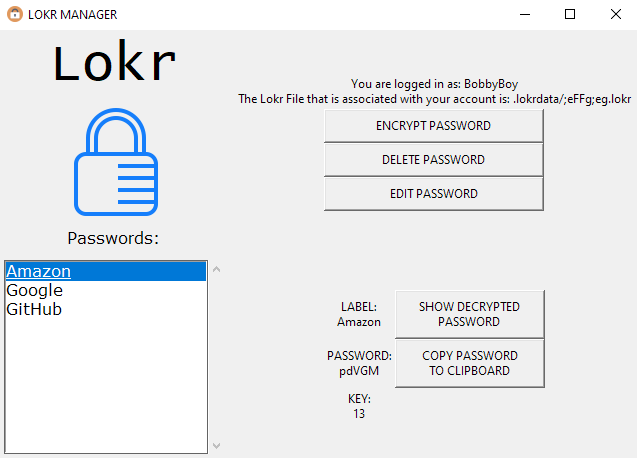 LOKR MANAGER
Lokr
You are logged in as: BobbyBoy
The Lokr File that is associated with your account is: .lokrdata/;eFFg;eg.lokr
ENCRYPT PASSWORD
DELETE PASSWORD
EDIT PASSWORD
Passwords:
Amazon
Google
GitHub
LABEL:
Amazon
SHOW DECRYPTED
PASSWORD
PASSWORD:
pdVGM
COPY PASSWORD
TO CLIPBOARD
KEY:
13